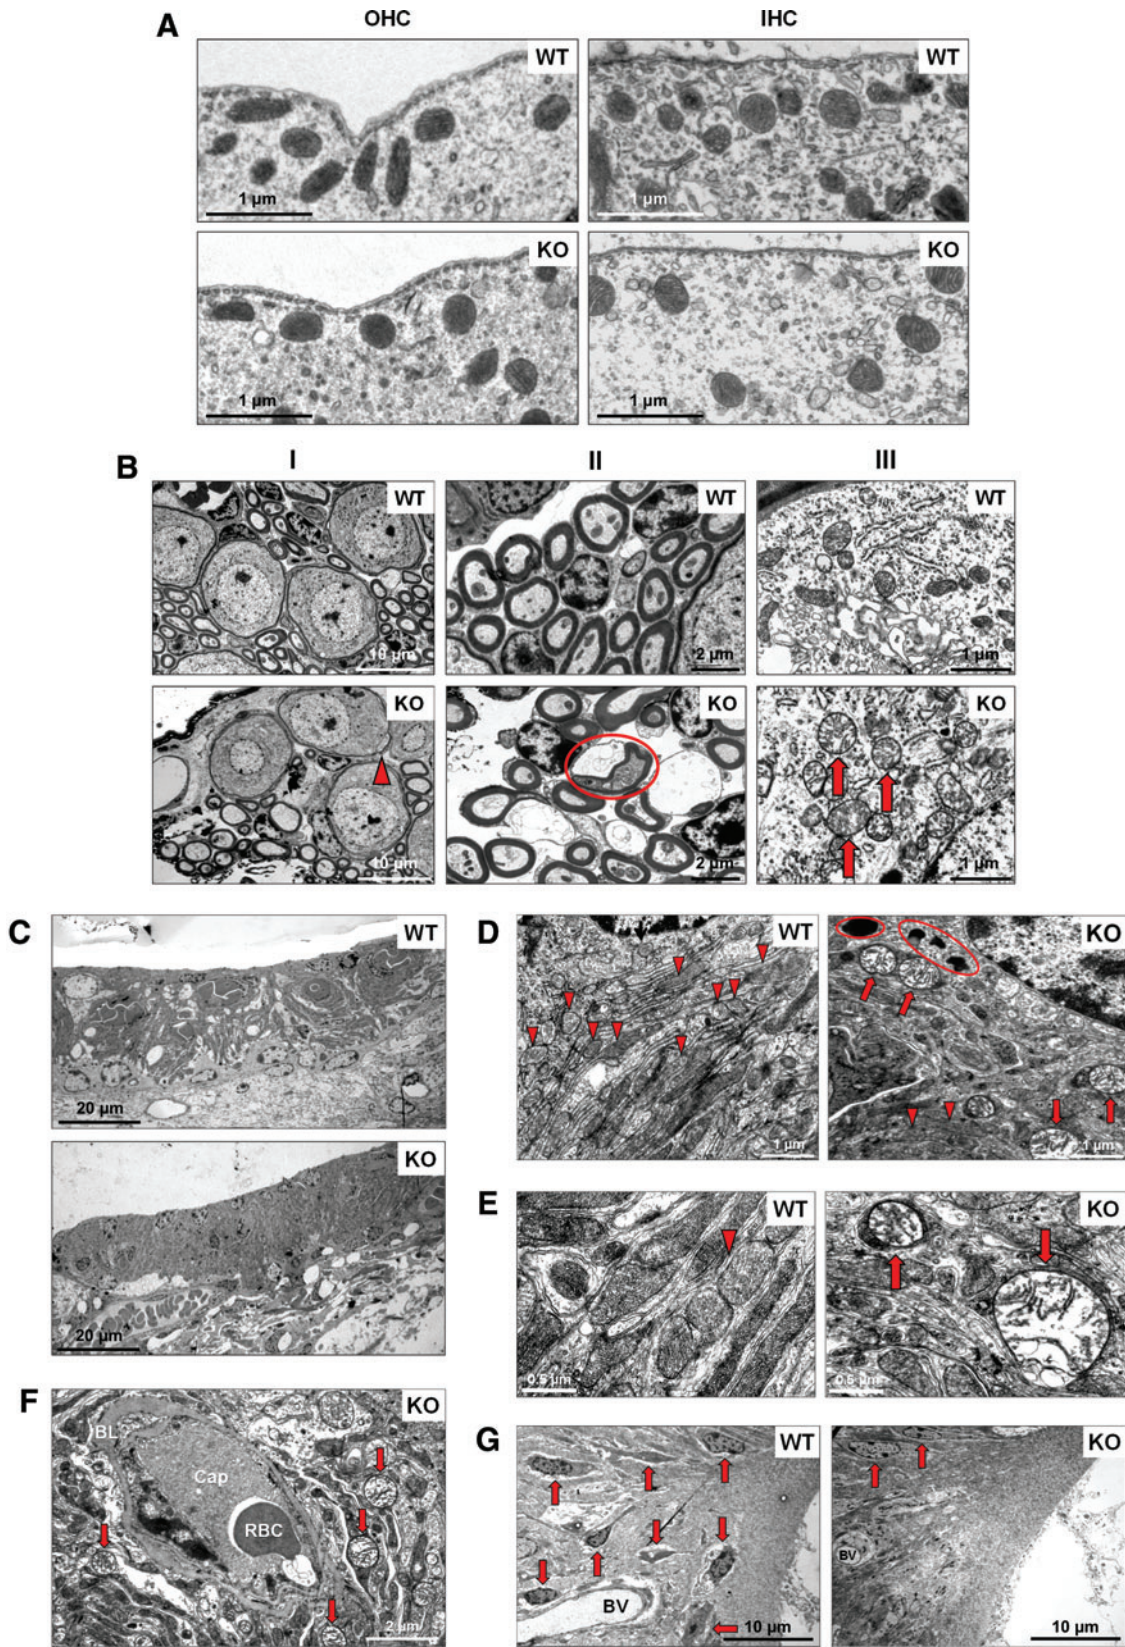 A
OHC
IHC
WT
1 µm
WT
1 µm
KO
1 µm
KO
1 µm
B
I
II
III
WT
10 µm
WT
2 µm
WT
1 µm
KO
10 µm
KO
2 µm
KO
1 µm
C
WT
20 µm
KO
20 µm
D
WT
1 µm
KO
1 µm
E
WT
0.5 µm
KO
0.5 µm
F
KO
BL
Cap
RBC
2 µm
G
WT
BV
10 µm
KO
BV
10 µm